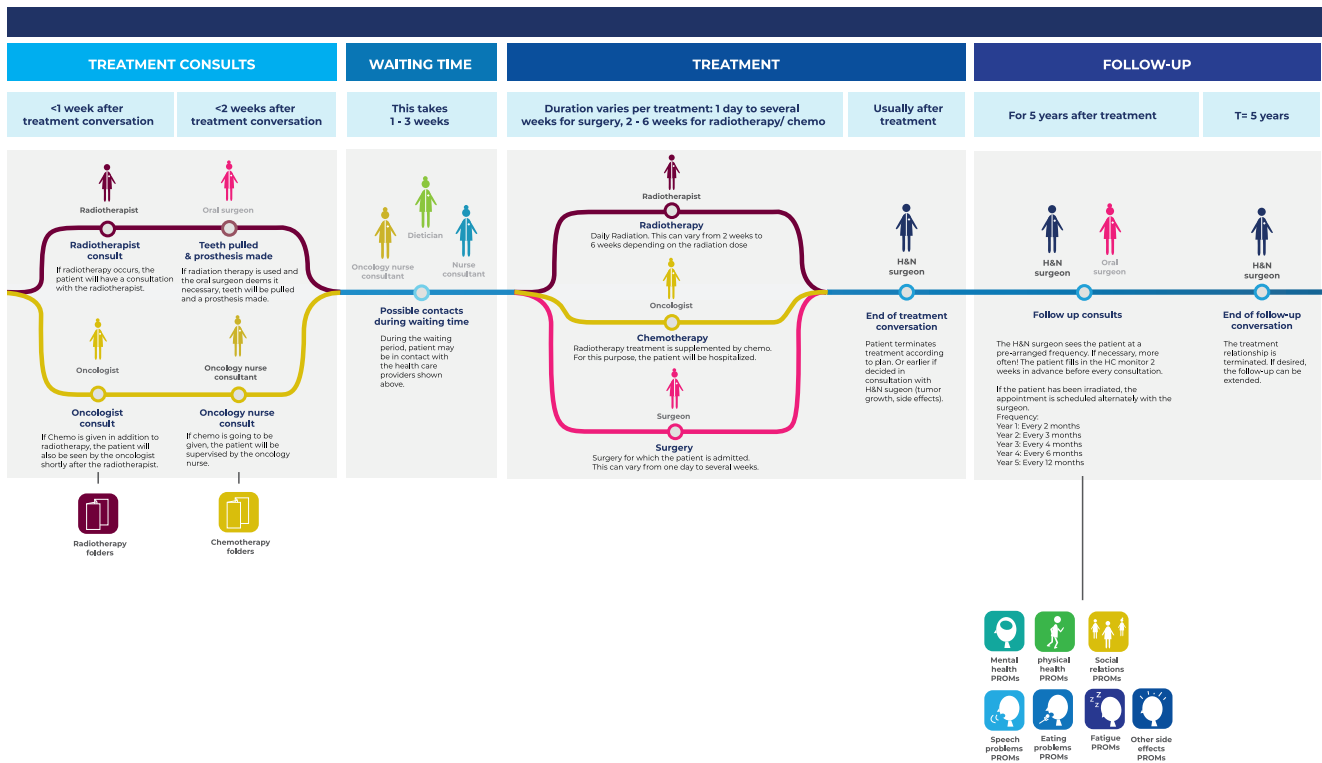 TREATMENT CONSULTS
WAITING TIME
TREATMENT
FOLLOW-UP
<1 week after
treatment conversation
<2 weeks after
treatment conversation
This takes
1 - 3 weeks
Duration varies per treatment: 1 day to several
weeks for surgery, 2 - 6 weeks for radiotherapy/ chemo
Usually after
treatment
For 5 years after treatment
T= 5 years
Radiotherapist
Radiotherapist
consult
If radiotherapy occurs, the
patient will have a consultation
with the radiotherapist.
Oral surgeon
Teeth pulled
& prosthesis made
If radiation therapy is used and
the oral surgeon deems it
necessary, teeth will be pulled
and a prosthesis made.
Oncologist
Oncologist
consult
If Chemo is given in addition to
radiotherapy, the patient will
also be seen by the oncologist
shortly after the radiotherapist.
Oncology nurse
consultant
Oncology nurse
consult
If chemo is going to be
given, the patient will be
supervised by the oncology
nurse.
Radiotherapy
folders
Chemotherapy
folders
Oncology nurse
consultant
Dietician
Nurse
consultant
Possible contacts
during waiting time
During the waiting
period, patient may
be in contact with
the health care
providers shown
above.
Radiotherapist
Radiotherapy
Daily Radiation. This can vary from 2 weeks to
6 weeks depending on the radiation dose
Oncologist
Chemotherapy
Radiotherapy treatment is supplemented by chemo.
For this purpose, the patient will be hospitalized.
Surgeon
Surgery
Surgery for which the patient is admitted.
This can vary from one day to several weeks.
H&N
surgeon
End of treatment
conversation
Patient terminates
treatment according
to plan. Or earlier if
decided in
consultation with
H&N sugeon (tumor
growth, side effects).
H&N
surgeon
Oral
surgeon
Follow up consults
The H&N surgeon sees the patient at a
pre-arranged frequency. If necessary, more
often! The patient fills in the HC monitor 2
weeks in advance before every consultation.
If the patient has been irradiated, the
appointment is scheduled alternately with the
surgeon.
Frequency:
Year 1: Every 2 months
Year 2: Every 3 months
Year 3: Every 4 months
Year 4: Every 6 months
Year 5: Every 12 months
H&N
surgeon
End of follow-up
conversation
The treatment
relationship is
terminated. If desired,
the follow-up can be
extended.
Mental
health
PROMs
physical
health
PROMs
Social
relations
PROMs
z z z
Speech
problems
PROMs
Eating
problems
PROMs
Fatigue
PROMs
Other side
effects
PROMs